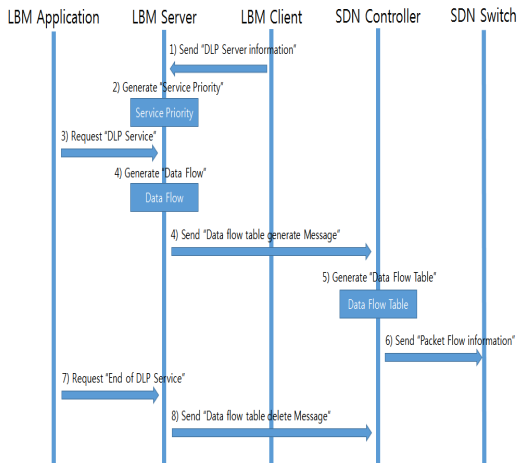 LBM Application LBM Server LBM Client SDN Controller SDN Switch
1) Send "DLP Server information"
2) Generate "Service Priority"
Service Priority
3) Request "DLP Service"
4) Generate "Data Flow"
Data Flow
4) Send "Data flow table generate Message"
5) Generate "Data Flow Table"
Data Flow Table
6) Send "Packet Flow information"
7) Request "End of DLP Service"
8) Send "Data flow table delete Message"